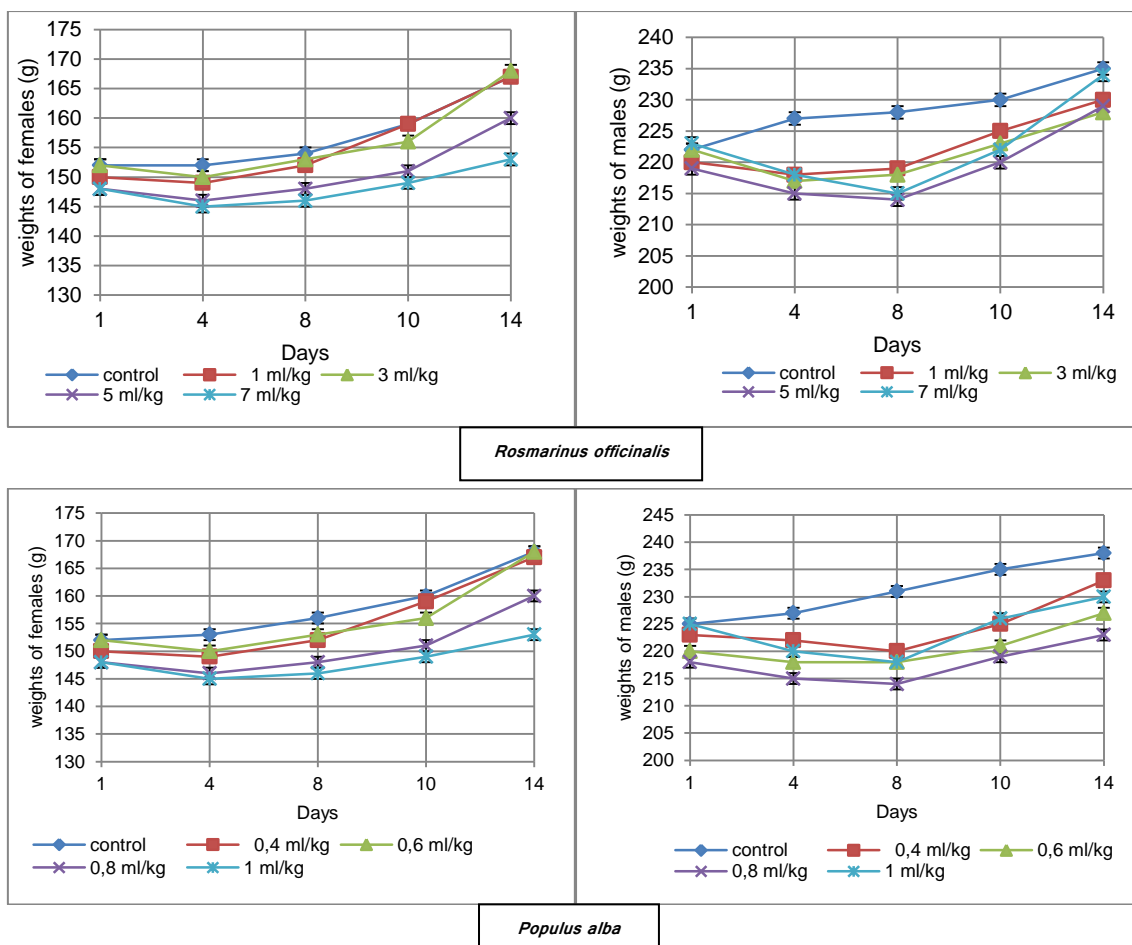 weights of females (g)
175
170
165
160
155
150
145
140
135
130
1 4 8 10 14
Days
control 1 ml/kg 3 ml/kg
5 ml/kg 7 ml/kg
weights of males (g)
240
235
230
225
220
215
210
205
200
1 4 8 10 14
Days
control 1 ml/kg 3 ml/kg
5 ml/kg 7 ml/kg
Rosmarinus officinalis
weights of females (g)
175
170
165
160
155
150
145
140
135
130
1 4 8 10 14
Days
control 0,4 ml/kg 0,6 ml/kg
0,8 ml/kg 1 ml/kg
weights of males (g)
245
240
235
230
225
220
215
210
205
200
1 4 8 10 14
Days
control 0,4 ml/kg 0,6 ml/kg
0,8 ml/kg 1 ml/kg
Populus alba